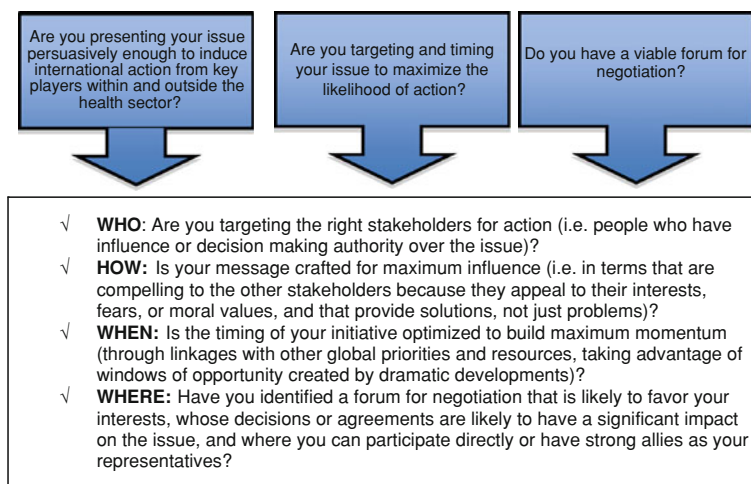 Are you presenting your issue
persuasively enough to induce
international action from key
players within and outside the
health sector?
Are you targeting and timing
your issue to maximize the
likelihood of action?
Do you have a viable forum for
negotiation?
√ WHO: Are you targeting the right stakeholders for action (i.e. people who have
influence or decision making authority over the issue)?
√ HOW: Is your message crafted for maximum influence (i.e. in terms that are
compelling to the other stakeholders because they appeal to their interests,
fears, or moral values, and that provide solutions, not just problems)?
√ WHEN: Is the timing of your initiative optimized to build maximum momentum
(through linkages with other global priorities and resources, taking advantage of
windows of opportunity created by dramatic developments)?
√ WHERE: Have you identified a forum for negotiation that is likely to favor your
interests, whose decisions or agreements are likely to have a significant impact
on the issue, and where you can participate directly or have strong allies as your
representatives?